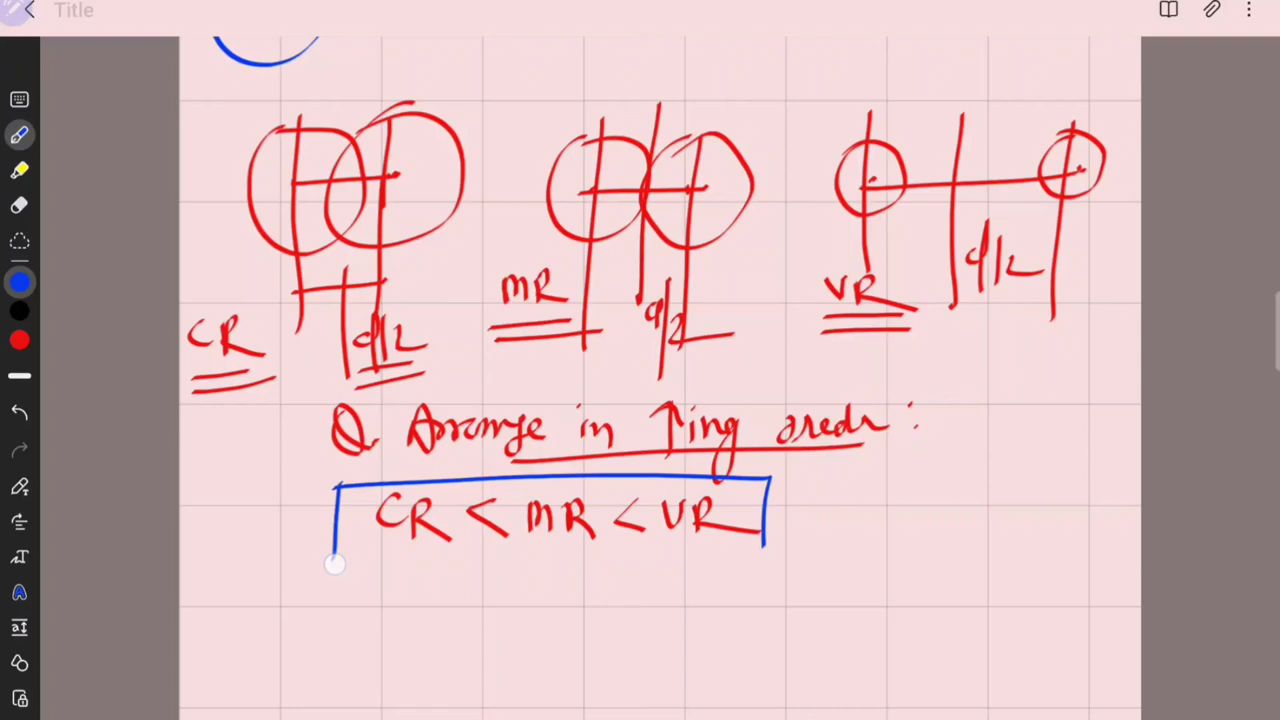 Title
CR d/2
MR d/2
VR d/2
Q. Arrange in ↑ing order :
CR < MR < VR